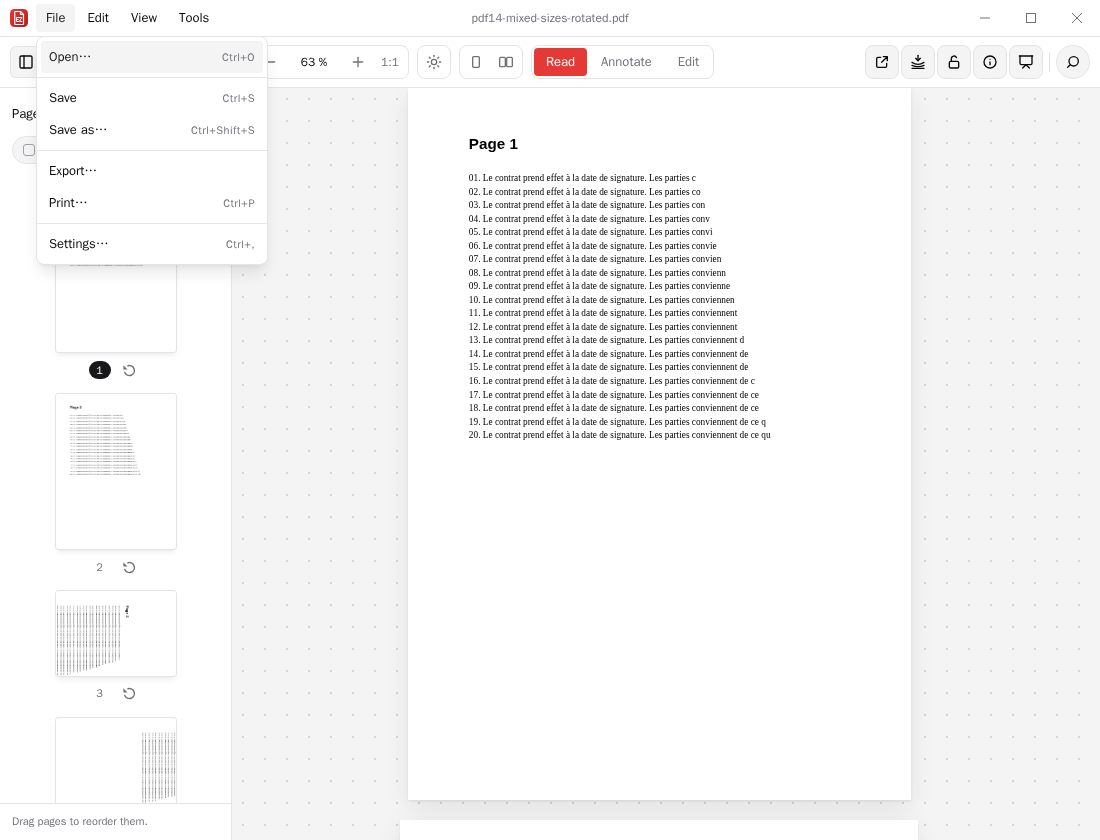 File Edit View Tools
pdf14-mixed-sizes-rotated.pdf
Open⋯ Ctrl+O
Save Ctrl+S
Save as⋯ Ctrl+Shift+S
Export⋯
Print⋯ Ctrl+P
Settings⋯ Ctrl+,
63 %
1:1
Read Annotate Edit
Page
1
Page 2
2
3
Drag pages to reorder them.
Page 1
01. Le contrat prend effet à la date de signature. Les parties c
02. Le contrat prend effet à la date de signature. Les parties co
03. Le contrat prend effet à la date de signature. Les parties con
04. Le contrat prend effet à la date de signature. Les parties conv
05. Le contrat prend effet à la date de signature. Les parties convi
06. Le contrat prend effet à la date de signature. Les parties convie
07. Le contrat prend effet à la date de signature. Les parties convien
08. Le contrat prend effet à la date de signature. Les parties convienn
09. Le contrat prend effet à la date de signature. Les parties convienne
10. Le contrat prend effet à la date de signature. Les parties conviennen
11. Le contrat prend effet à la date de signature. Les parties conviennent
12. Le contrat prend effet à la date de signature. Les parties conviennent
13. Le contrat prend effet à la date de signature. Les parties conviennent d
14. Le contrat prend effet à la date de signature. Les parties conviennent de
15. Le contrat prend effet à la date de signature. Les parties conviennent de
16. Le contrat prend effet à la date de signature. Les parties conviennent de c
17. Le contrat prend effet à la date de signature. Les parties conviennent de ce
18. Le contrat prend effet à la date de signature. Les parties conviennent de ce
19. Le contrat prend effet à la date de signature. Les parties conviennent de ce q
20. Le contrat prend effet à la date de signature. Les parties conviennent de ce qu